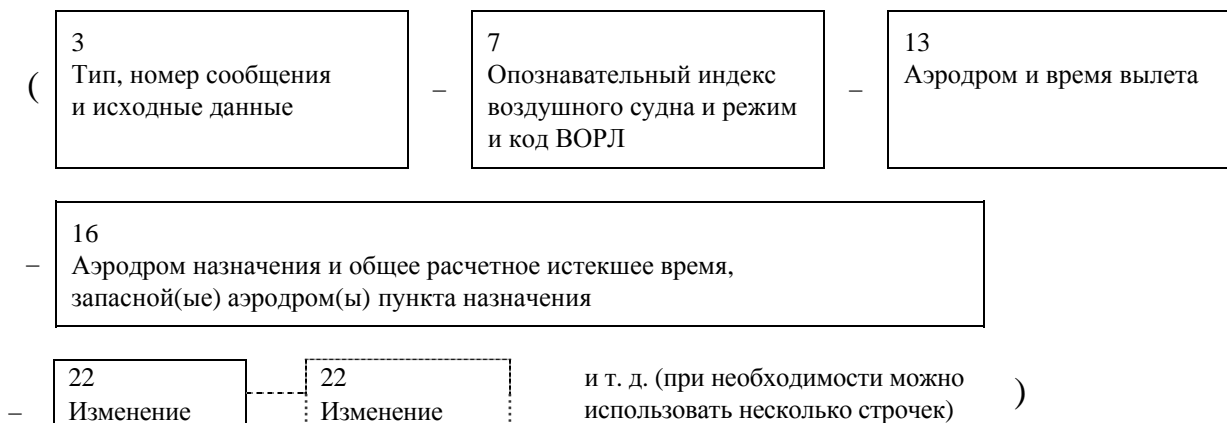 3 7 13
( Тип, номер сообщения – Опознавательный индекс – Аэродром и время вылета
и исходные данные воздушного судна и режим
и код ВОРЛ
16
– Аэродром назначения и общее расчетное истекшее время,
запасной(ые) аэродром(ы) пункта назначения
22 22 и т. д. (при необходимости можно
– Изменение Изменение использовать несколько строчек) )